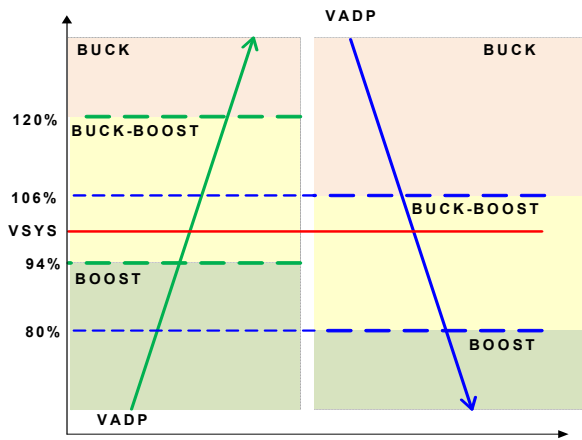 VADP
BUCK
BUCK
120%
BUCK-BOOST
106%
BUCK-BOOST
VSYS
94%
BOOST
80%
BOOST
VADP